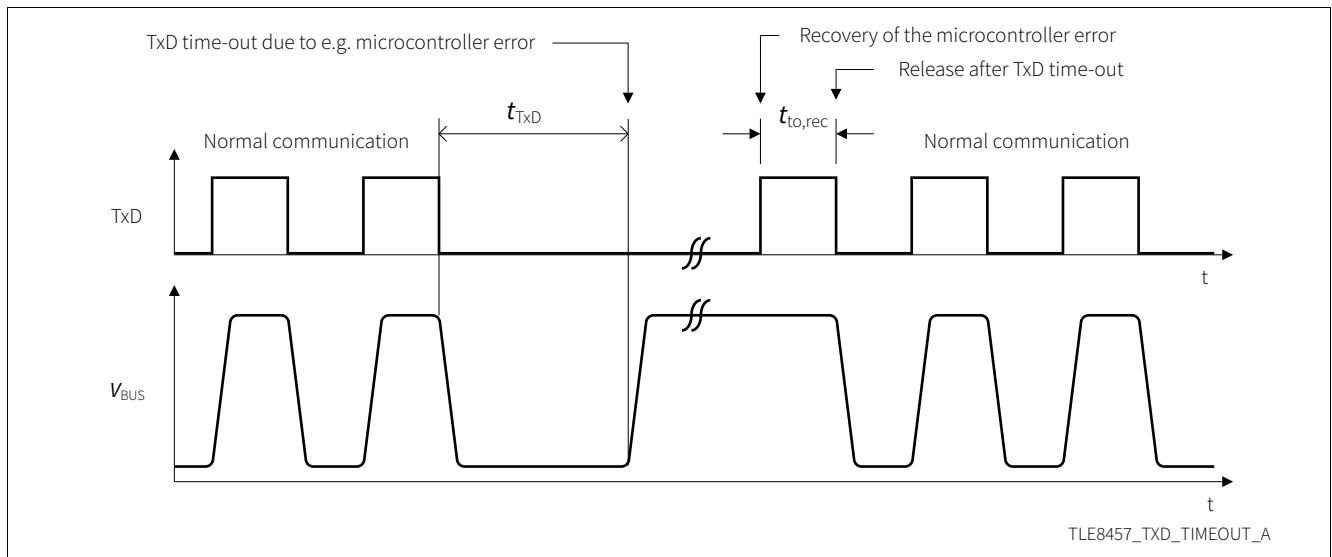 TxD time-out due to e.g. microcontroller error
Recovery of the microcontroller error
Release after TxD time-out
tTxD
tto,rec
Normal communication
Normal communication
TxD
t
VBUS
t
TLE8457_TXD_TIMEOUT_A